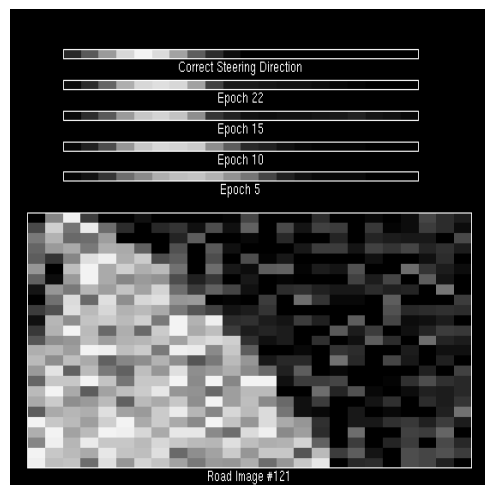 Correct Steering Direction
Epoch 22
Epoch 15
Epoch 10
Epoch 5
Road Image #121